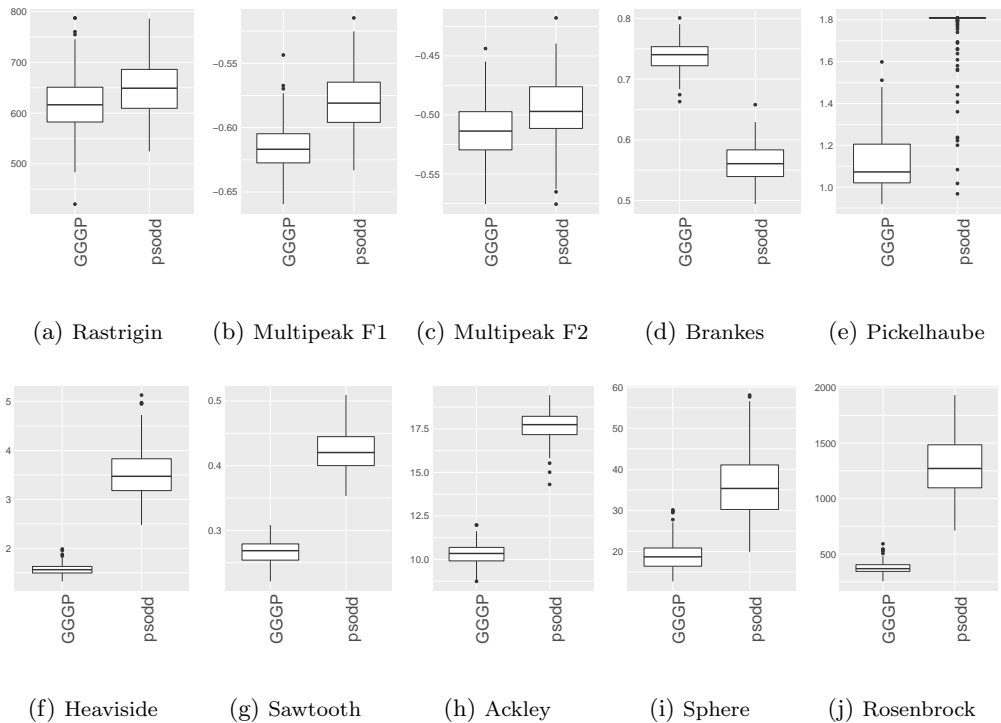 800
700
600
500
GGGP
psodd
(a) Rastrigin
−0.55
−0.60
−0.65
GGGP
psodd
(b) Multipeak F1
−0.45
−0.50
−0.55
GGGP
psodd
(c) Multipeak F2
0.8
0.7
0.6
0.5
GGGP
psodd
(d) Brankes
1.8
1.6
1.4
1.2
1.0
GGGP
psodd
(e) Pickelhaube
5
4
3
2
GGGP
psodd
(f) Heaviside
0.5
0.4
0.3
GGGP
psodd
(g) Sawtooth
17.5
15.0
12.5
10.0
GGGP
psodd
(h) Ackley
60
50
40
30
20
GGGP
psodd
(i) Sphere
2000
1500
1000
500
GGGP
psodd
(j) Rosenbrock